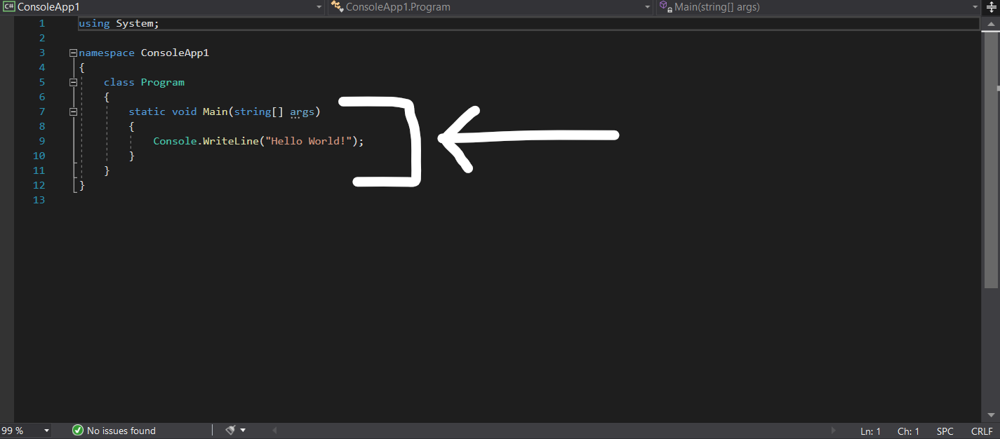 C# ConsoleApp1 ConsoleApp1.Program Main(string[] args)
1 using System;
2
3 namespace ConsoleApp1
4 {
5 class Program
6 {
7 static void Main(string[] args)
8 {
9 Console.WriteLine("Hello World!");
10 }
11 }
12 }
13
99 % No issues found Ln: 1 Ch: 1 SPC CRLF